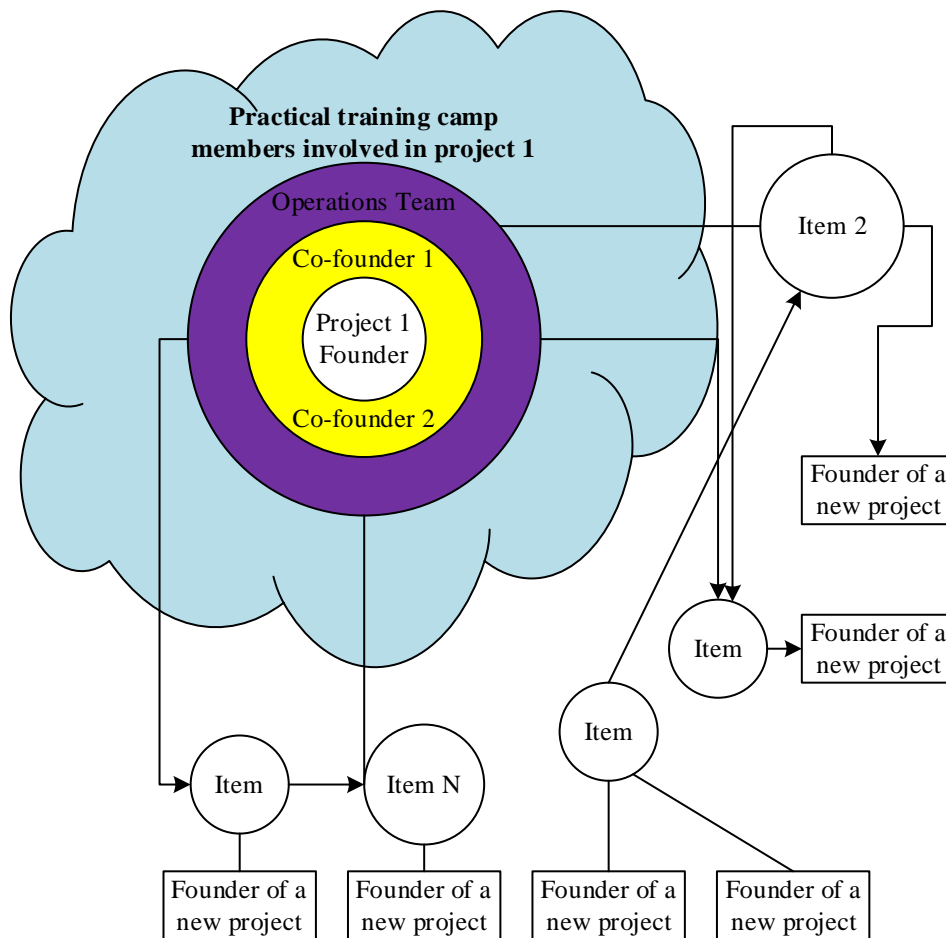 Practical training camp
members involved in project 1
Operations Team
Co-founder 1
Project 1
Founder
Co-founder 2
Item 2
Founder of a
new project
Item
Founder of a
new project
Item
Item
Item N
Founder of a
new project
Founder of a
new project
Founder of a
new project
Founder of a
new project